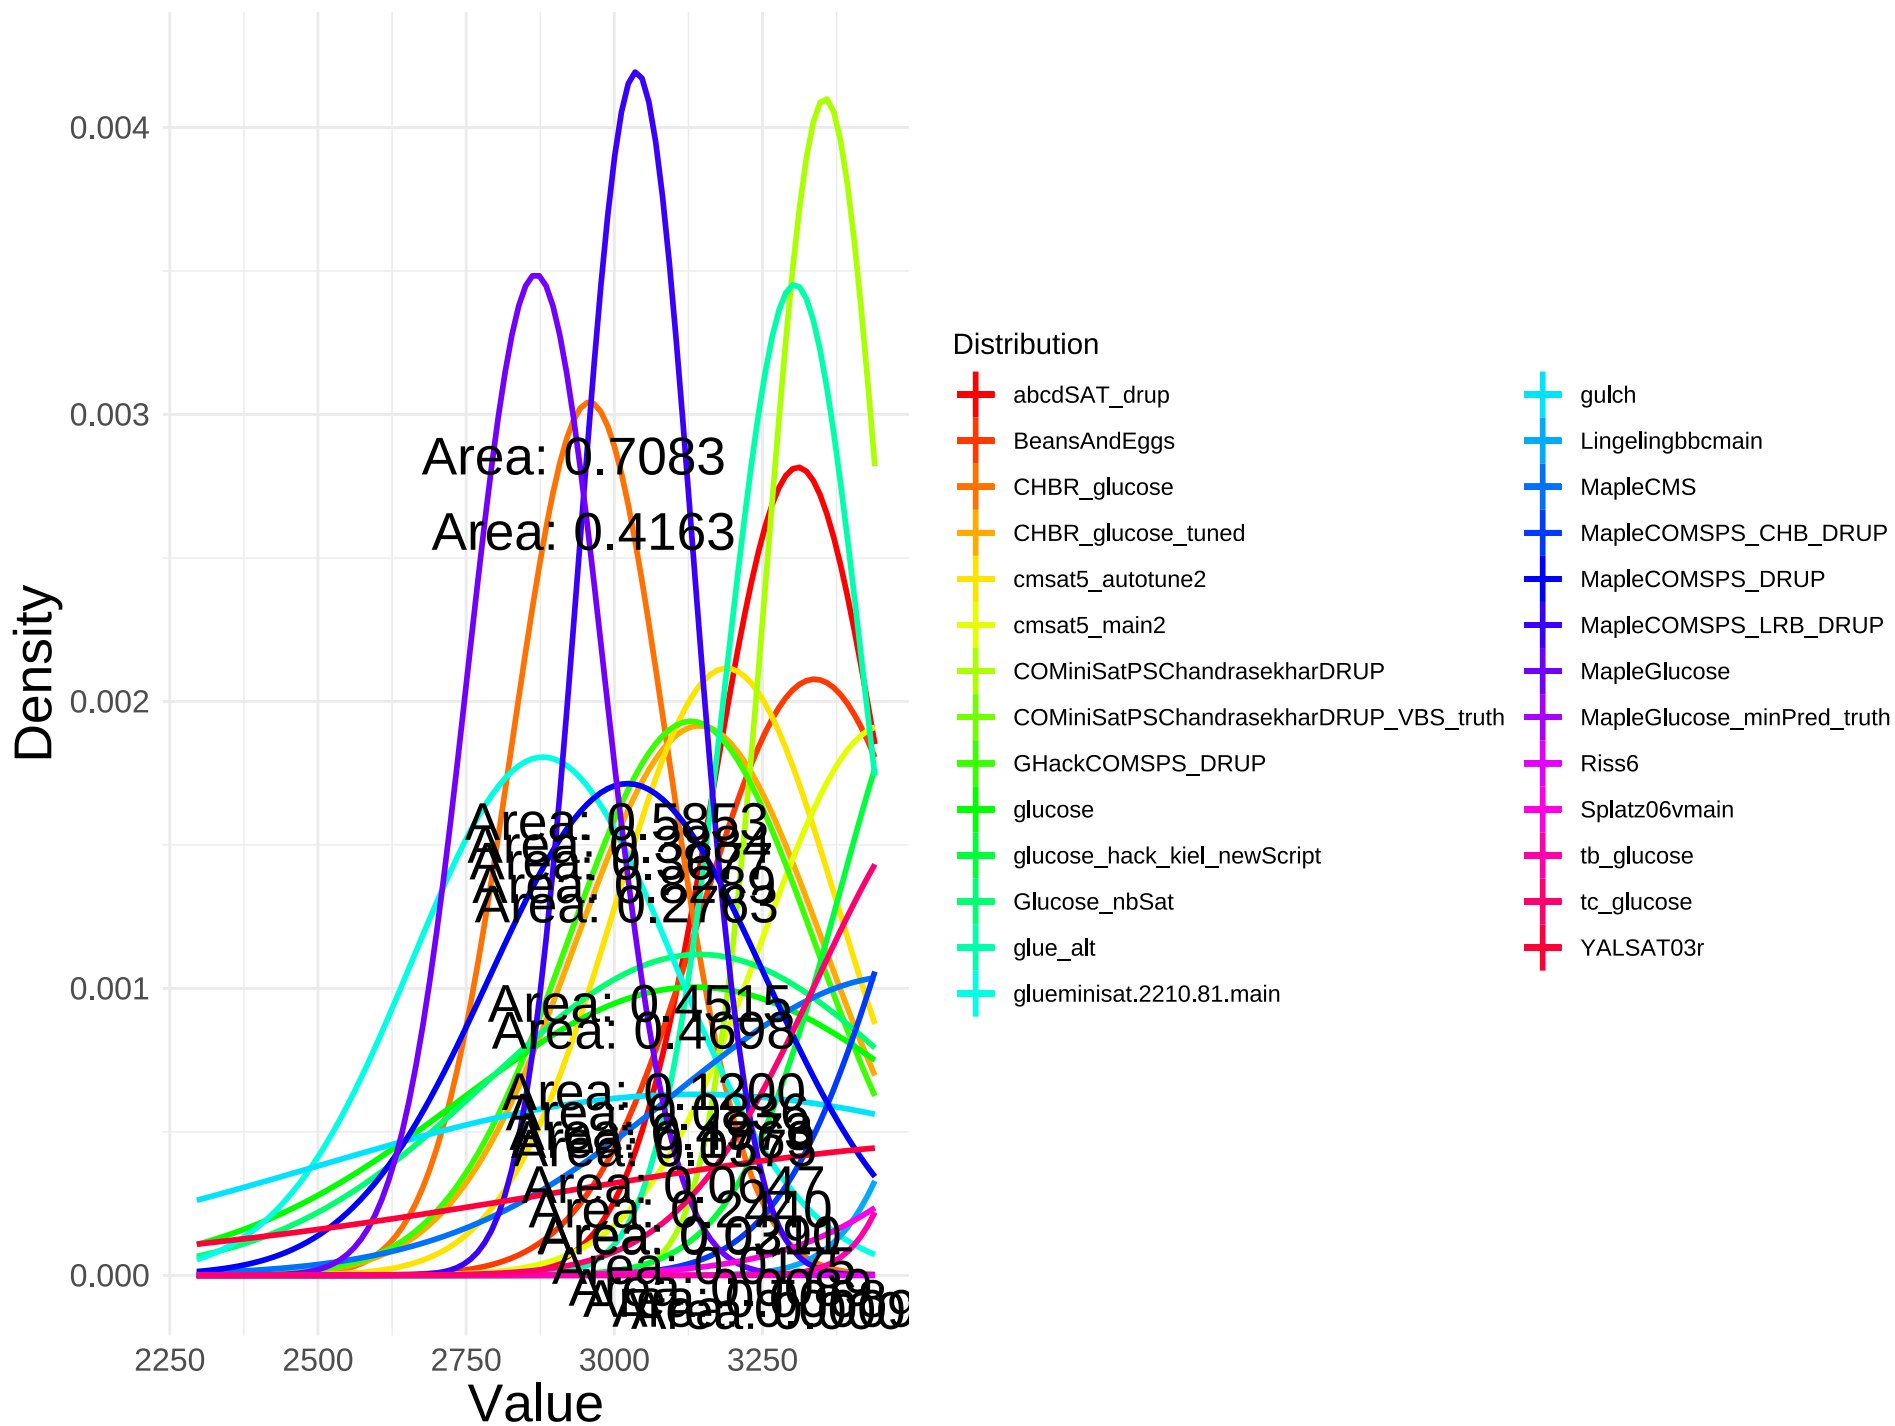 0.004
0.003
0.002
0.001
0.000
Density
2250 2500 2750 3000 3250
Value
Area: 0.7083
Area: 0.4163
Area: 0.5853
Area: 0.2763
Area: 0.4515
Area: 0.4698
Area: 0.1200
Area: 0.0647
Area: 0.2440
Distribution
abcdSAT_drup
BeansAndEggs
CHBR_glucose
CHBR_glucose_tuned
cmsat5_autotune2
cmsat5_main2
COMiniSatPSChandrasekharDRUP
COMiniSatPSChandrasekharDRUP_VBS_truth
GHackCOMSPS_DRUP
glucose
glucose_hack_kiel_newScript
Glucose_nbSat
glue_alt
glueminisat.2210.81.main
gulch
Lingelingbbcmain
MapleCMS
MapleCOMSPS_CHB_DRUP
MapleCOMSPS_DRUP
MapleCOMSPS_LRB_DRUP
MapleGlucose
MapleGlucose_minPred_truth
Riss6
Splatz06vmain
tb_glucose
tc_glucose
YALSAT03r